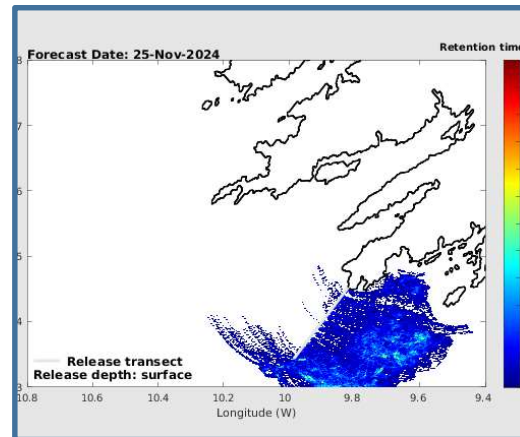 Forecast Date: 25-Nov-2024
Retention time
8
7
6
5
4
3
Release transect
Release depth: surface
10.8 10.6 10.4 10.2 10 9.8 9.6 9.4
Longitude (W)